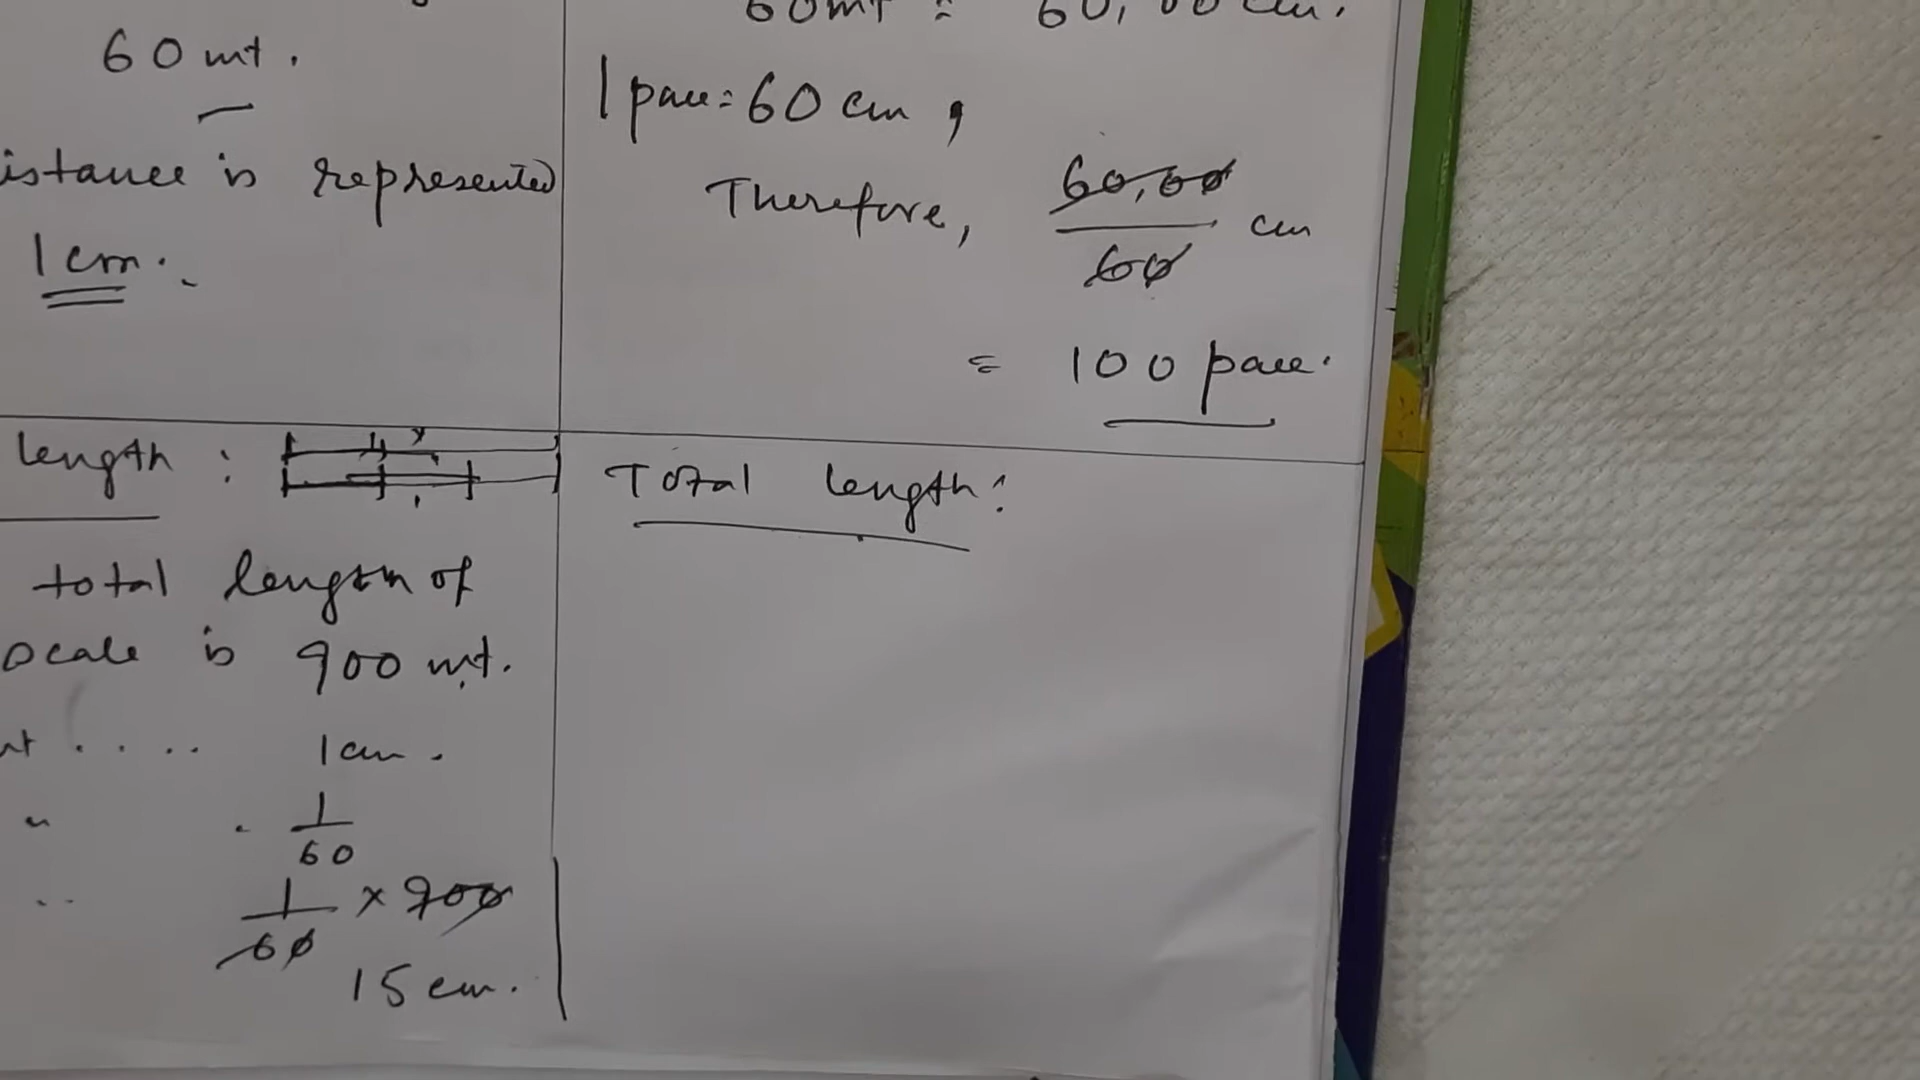 60 mt.
istance is represented
1 cm.
60mt = 60,00 cm.
1 pace = 60 cm,
Therefore, 60,00 / 60 cm
= 100 pace.
length :
total length of
scale is 900 mt.
nt .... 1 cm.
" . 1/60
.. 1/60 x 900
15 cm.
Total length :